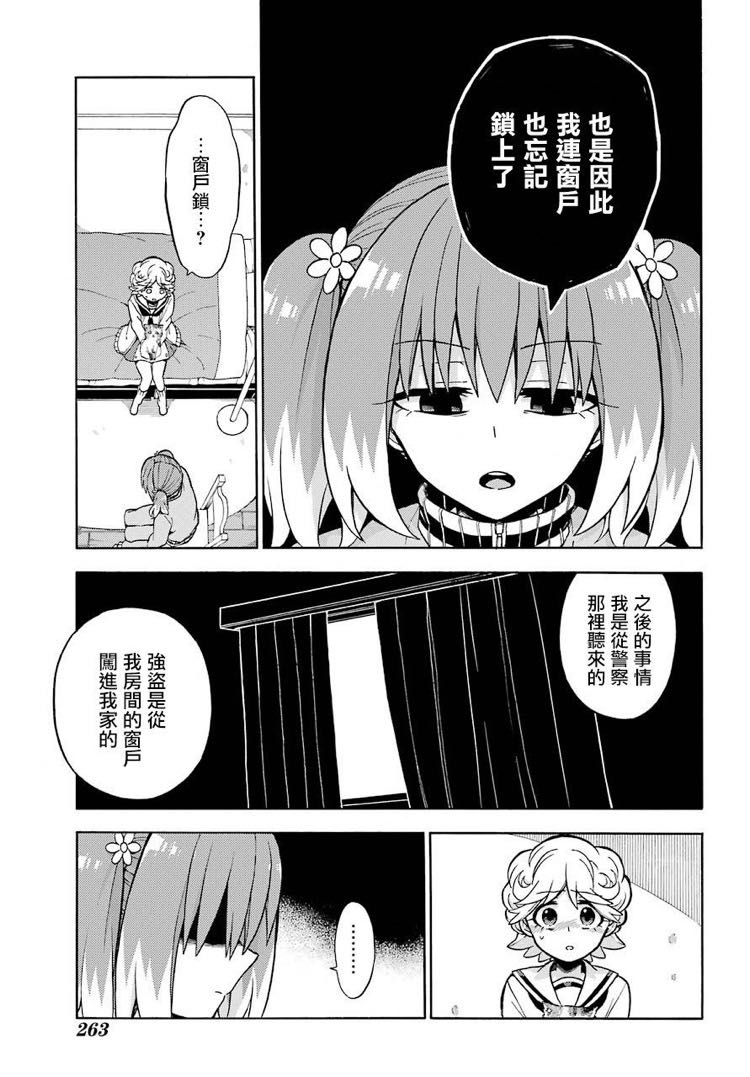 也是因此
我連窗戶
也忘記
鎖上了
…窗戶鎖…?
之後的事情
我是從警察
那裡聽來的
強盜是從
我房間的窗戶
闖進我家的
………
263